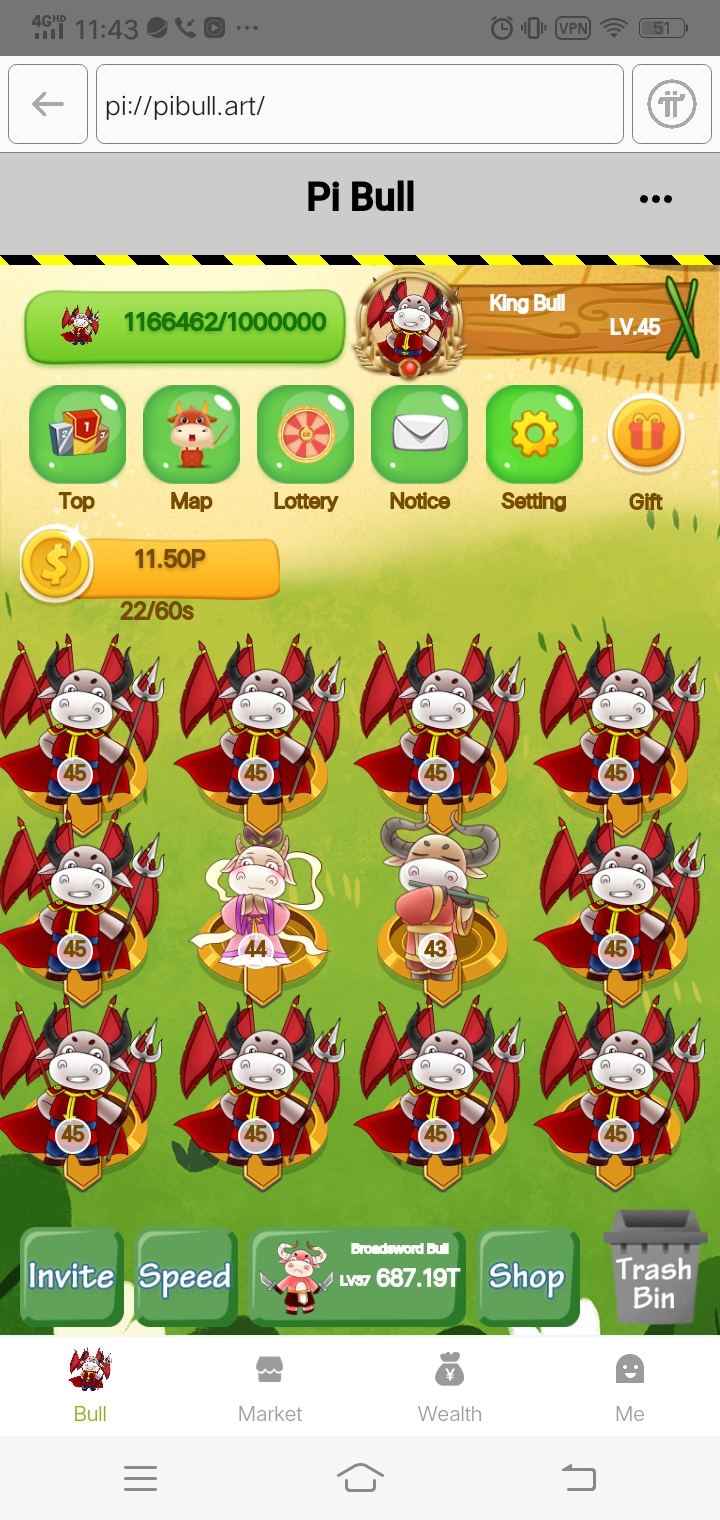 4G HD 11:43 VPN 51
pi://pibull.art/
Pi Bull
1166462/1000000
King Bull
LV.45
Top Map Lottery Notice Setting Gift
11.50P
22/60s
45 45 45 45
45 44 43 45
45 45 45 45
Invite Speed Broadsword Bull LV37 687.19T Shop Trash Bin
Bull Market Wealth Me